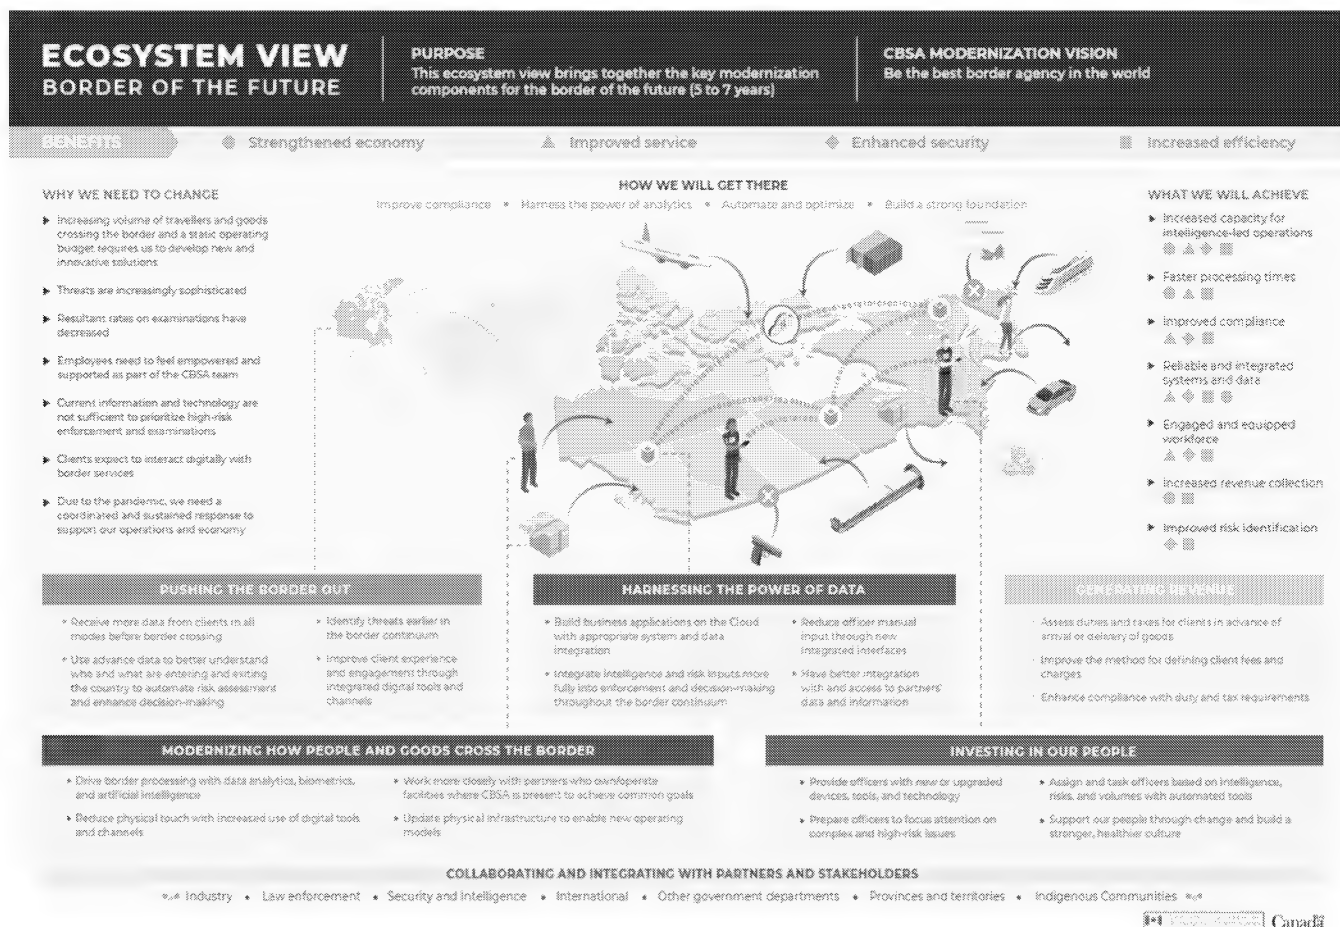 ECOSYSTEM VIEW
BORDER OF THE FUTURE
PURPOSE
This ecosystem view brings together the key modernization
components for the border of the future (5 to 7 years)
CBSA MODERNIZATION VISION
Be the best border agency in the world
BENEFITS
Strengthened economy
Improved service
Enhanced security
Increased efficiency
WHY WE NEED TO CHANGE
Increasing volume of travellers and goods
crossing the border and a static operating
budget requires us to develop new and
innovative solutions
Threats are increasingly sophisticated
Resultant rates on examinations have
decreased
Employees need to feel empowered and
supported as part of the CBSA team
Current information and technology are
not sufficient to prioritize high-risk
enforcement and examinations
Clients expect to interact digitally with
border services
Due to the pandemic, we need a
coordinated and sustained response to
support our operations and economy
HOW WE WILL GET THERE
Improve compliance • Harness the power of analytics • Automate and optimize • Build a strong foundation
WHAT WE WILL ACHIEVE
Increased capacity for
intelligence-led operations
Faster processing times
Improved compliance
Reliable and integrated
systems and data
Engaged and equipped
workforce
Increased revenue collection
Improved risk identification
PUSHING THE BORDER OUT
• Receive more data from clients in all
modes before border crossing
• Use advance data to better understand
who and what are entering and exiting
the country to automate risk assessment
and enhance decision-making
• Identify threats earlier in
the border continuum
• Improve client experience
and engagement through
integrated digital tools and
channels
HARNESSING THE POWER OF DATA
• Build business applications on the Cloud
with appropriate system and data
integration
• Integrate intelligence and risk inputs more
fully into enforcement and decision-making
throughout the border continuum
• Reduce officer manual
input through new
integrated interfaces
• Have better integration
with and access to partners'
data and information
GENERATING REVENUE
• Assess duties and taxes for clients in advance of
arrival or delivery of goods
• Improve the method for defining client fees and
charges
• Enhance compliance with duty and tax requirements
MODERNIZING HOW PEOPLE AND GOODS CROSS THE BORDER
• Drive border processing with data analytics, biometrics,
and artificial intelligence
• Reduce physical touch with increased use of digital tools
and channels
• Work more closely with partners who own/operate
facilities where CBSA is present to achieve common goals
• Update physical infrastructure to enable new operating
models
INVESTING IN OUR PEOPLE
• Provide officers with new or upgraded
devices, tools, and technology
• Prepare officers to focus attention on
complex and high-risk issues
• Assign and task officers based on intelligence,
risks, and volumes with automated tools
• Support our people through change and build a
stronger, healthier culture
COLLABORATING AND INTEGRATING WITH PARTNERS AND STAKEHOLDERS
Industry • Law enforcement • Security and Intelligence • International • Other government departments • Provinces and territories • Indigenous Communities
Canada